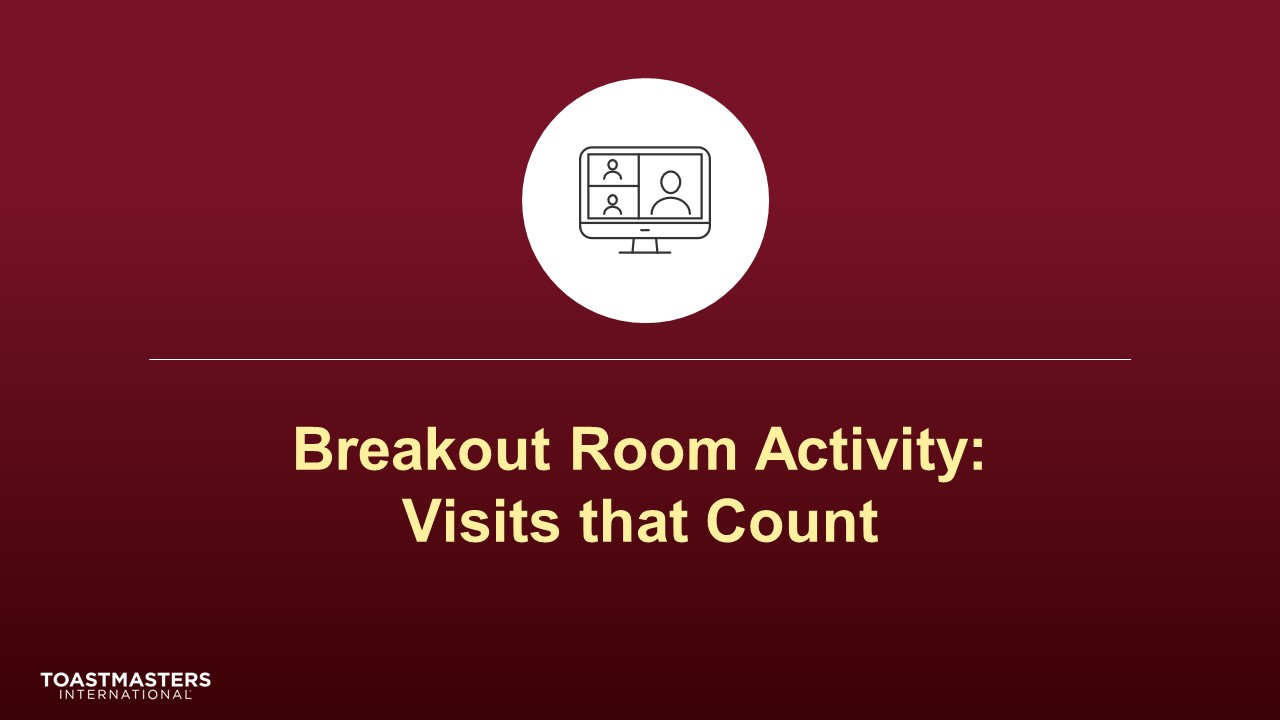 Breakout Room Activity:
Visits that Count
TOASTMASTERS
INTERNATIONAL